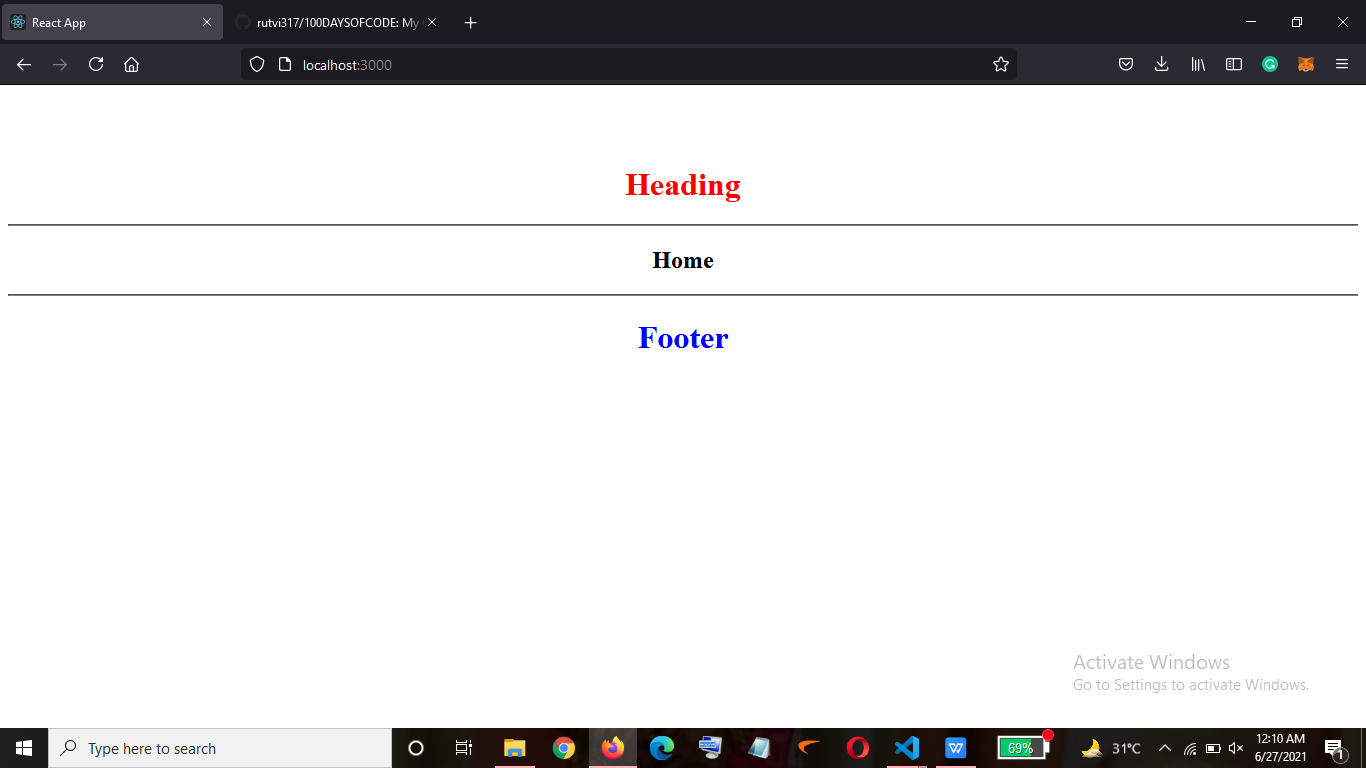 React App
rutvi317/100DAYSOFCODE: My
localhost:3000
Heading
Home
Footer
Activate Windows
Go to Settings to activate Windows.
Type here to search
69%
31°C
12:10 AM
6/27/2021
1